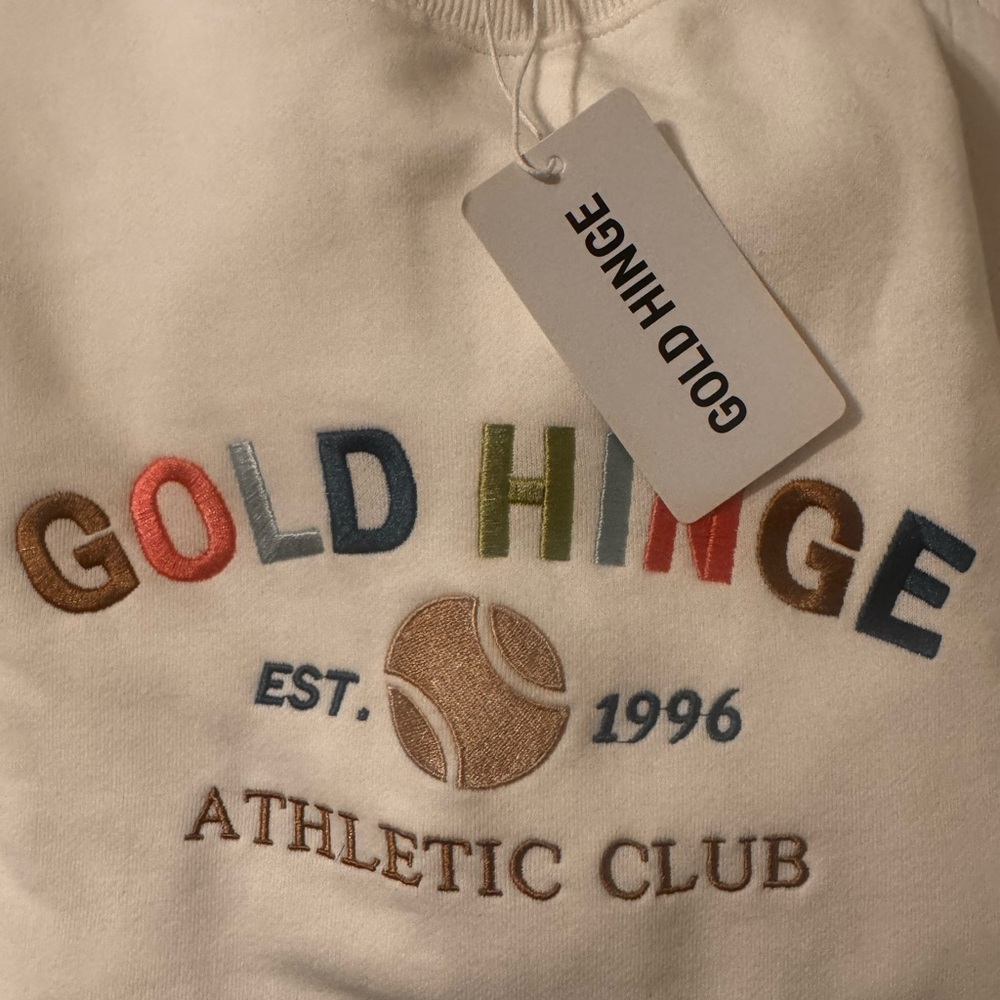 GOLD HINGE
GOLD HINGE
EST. 1996
ATHLETIC CLUB